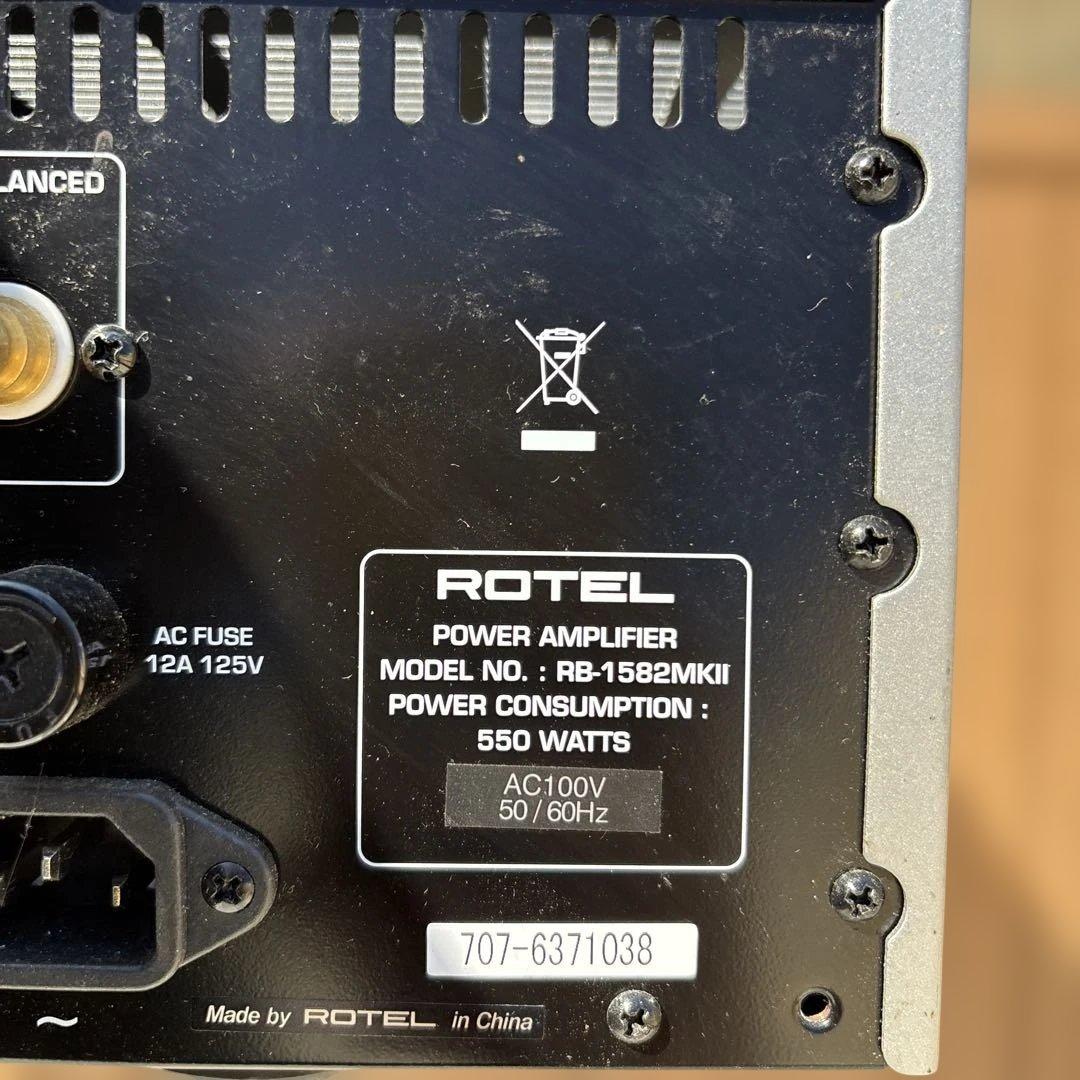 LANCED
ROTEL
POWER AMPLIFIER
MODEL NO. : RB-1582MKII
POWER CONSUMPTION :
550 WATTS
AC100V
50 / 60Hz
AC FUSE
12A 125V
707-6371038
~
Made by ROTEL in China